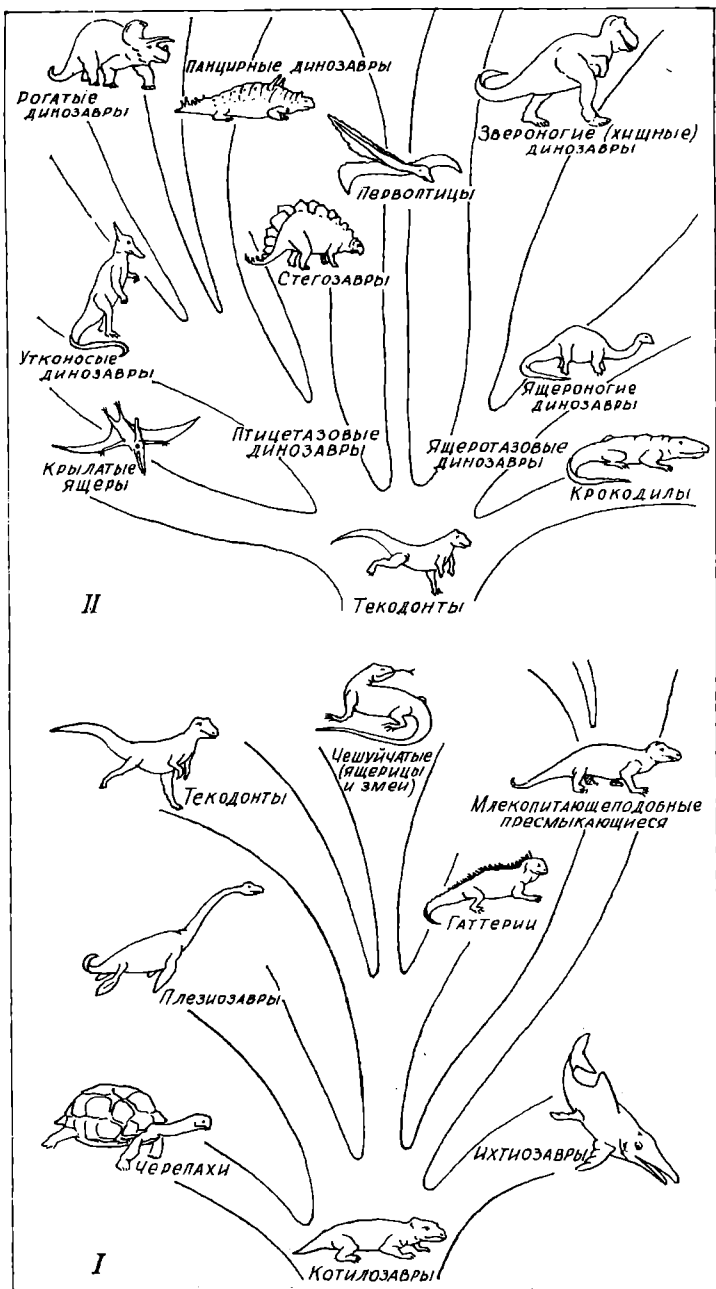 Рогатые
динозавры
Панцирные динозавры
Звероногие (хищные)
динозавры
Первоптицы
Стегозавры
Утконосые
динозавры
Ящероногие
динозавры
Птицетазовые
динозавры
Ящеротазовые
динозавры
Крылатые
ящеры
Крокодилы
Текодонты
II
Текодонты
Чешуйчатые
(ящерицы
и змеи)
Млекопитающеподобные
пресмыкающиеся
Гаттерии
Плезиозавры
Черепахи
Ихтиозавры
Котилозавры
I